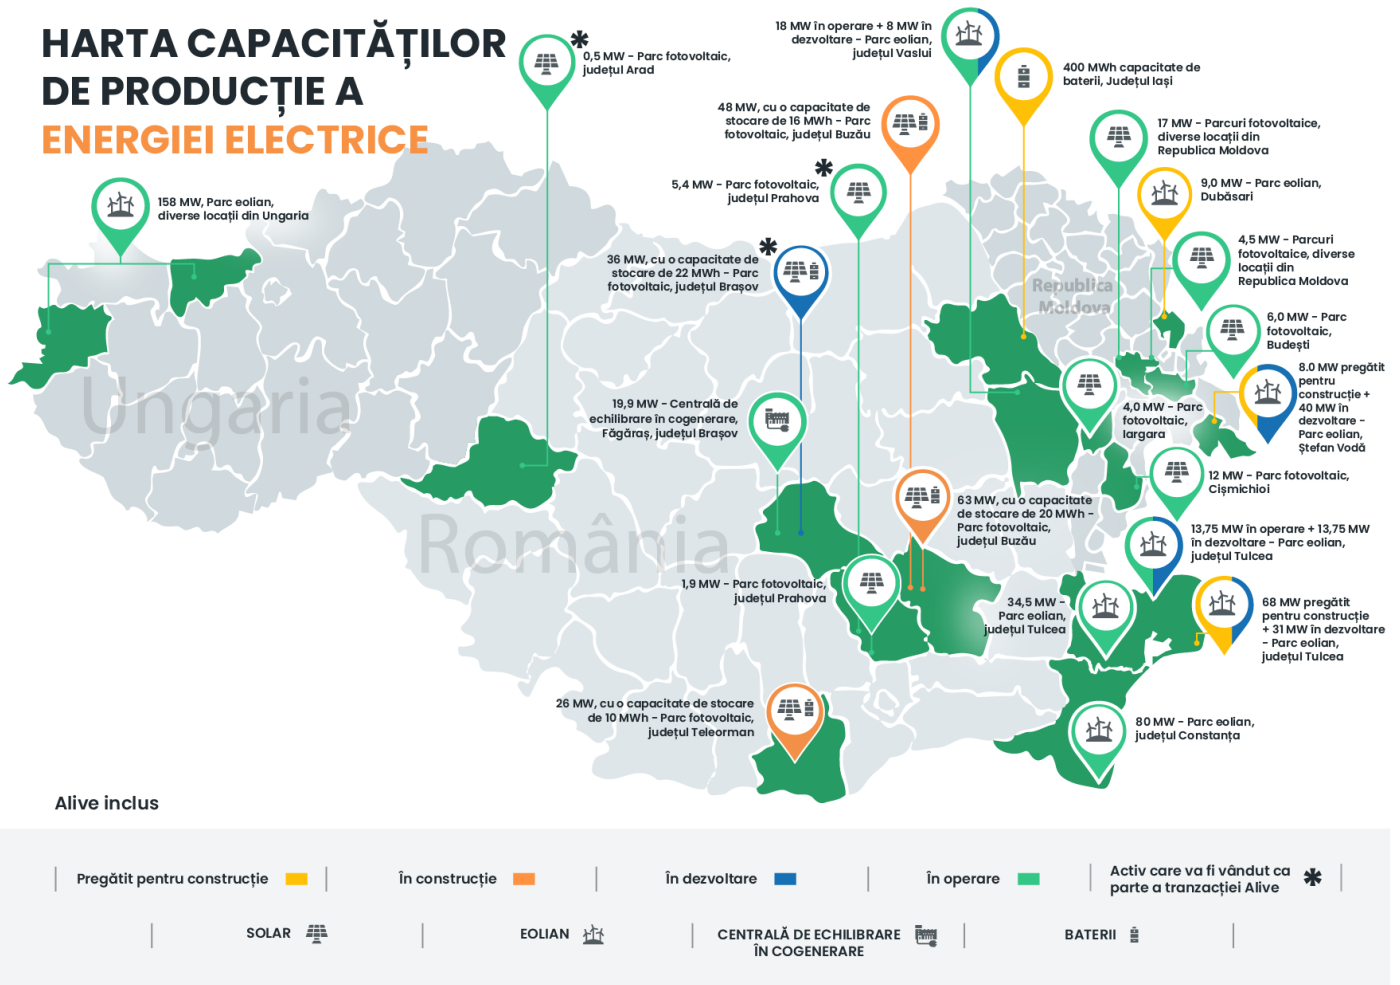 HARTA CAPACITĂȚILOR
DE PRODUCȚIE A
ENERGIEI ELECTRICE
0,5 MW - Parc fotovoltaic,
județul Arad
18 MW în operare + 8 MW în
dezvoltare - Parc eolian,
județul Vaslui
400 MWh capacitate de
baterii, Județul Iași
48 MW, cu o capacitate de
stocare de 16 MWh - Parc
fotovoltaic, județul Buzău
17 MW - Parcuri fotovoltaice,
diverse locații din
Republica Moldova
5,4 MW - Parc fotovoltaic,
județul Prahova
9,0 MW - Parc eolian,
Dubăsari
158 MW, Parc eolian,
diverse locații din Ungaria
36 MW, cu o capacitate de
stocare de 22 MWh - Parc
fotovoltaic, județul Brașov
4,5 MW - Parcuri
fotovoltaice, diverse
locații din
Republica Moldova
Republica
Moldova
6,0 MW - Parc
fotovoltaic,
Budești
8.0 MW pregătit
pentru
construcție +
40 MW în
dezvoltare -
Parc eolian,
Ștefan Vodă
Ungaria
19,9 MW - Centrală de
echilibrare în cogenerare,
Făgăraș, județul Brașov
4,0 MW - Parc
fotovoltaic,
Iargara
12 MW - Parc fotovoltaic,
Cișmichioi
România
63 MW, cu o capacitate
de stocare de 20 MWh -
Parc fotovoltaic,
județul Buzău
13,75 MW în operare + 13,75 MW
în dezvoltare - Parc eolian,
județul Tulcea
1,9 MW - Parc fotovoltaic,
județul Prahova
34,5 MW -
Parc eolian,
județul Tulcea
68 MW pregătit
pentru construcție
+ 31 MW în dezvoltare
- Parc eolian,
județul Tulcea
26 MW, cu o capacitate de stocare
de 10 MWh - Parc fotovoltaic,
județul Teleorman
80 MW - Parc eolian,
județul Constanța
Alive inclus
Pregătit pentru construcție
În construcție
În dezvoltare
În operare
Activ care va fi vândut ca
parte a tranzacției Alive
SOLAR
EOLIAN
CENTRALĂ DE ECHILIBRARE
ÎN COGENERARE
BATERII